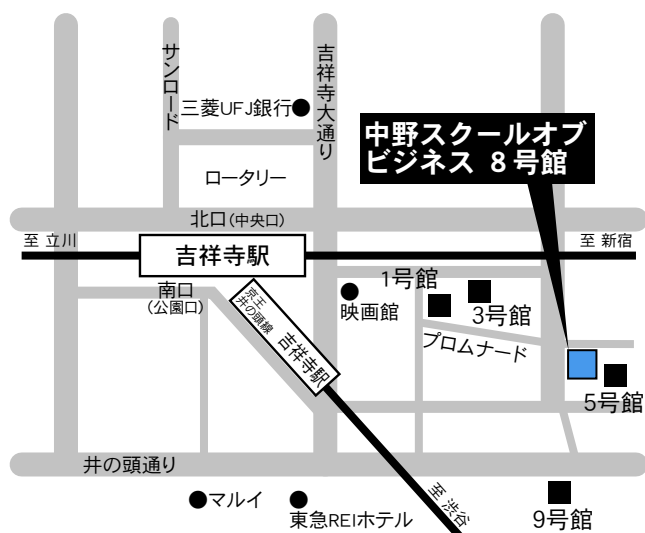 サンロード
吉祥寺大通り
三菱UFJ銀行
中野スクールオブ
ビジネス 8号館
ロータリー
北口(中央口)
至 立川
吉祥寺駅
至 新宿
南口
(公園口)
京王
井の頭線
吉祥寺駅
映画館
1号館
3号館
プロムナード
5号館
井の頭通り
マルイ
東急REIホテル
至 渋谷
9号館